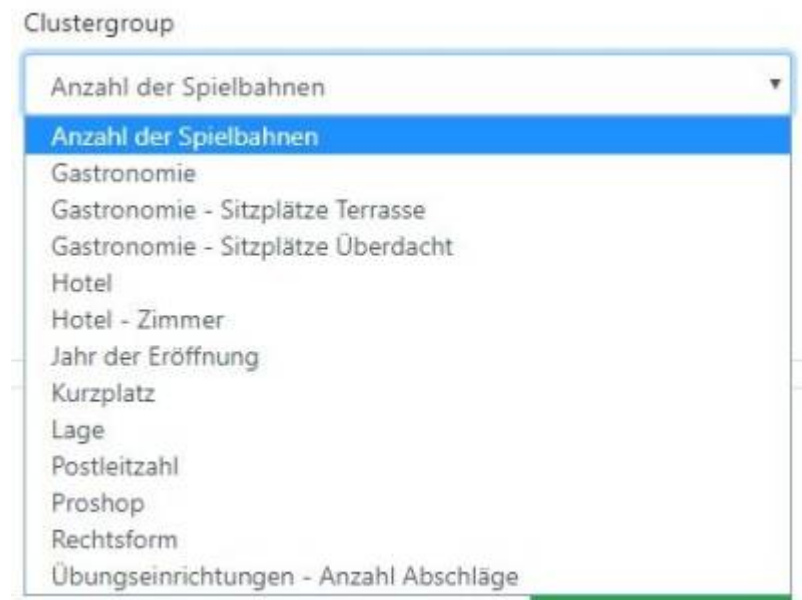 Clustergroup
Anzahl der Spielbahnen
Anzahl der Spielbahnen
Gastronomie
Gastronomie - Sitzplätze Terrasse
Gastronomie - Sitzplätze Überdacht
Hotel
Hotel - Zimmer
Jahr der Eröffnung
Kurzplatz
Lage
Postleitzahl
Proshop
Rechtsform
Übungseinrichtungen - Anzahl Abschläge